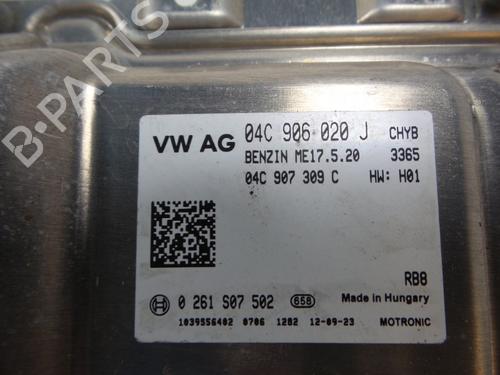 B-PARTS
VW AG
04C 906 020 J CHYB
BENZIN ME17.5.20 3365
04C 907 309 C HW: H01
RB8
0 261 S07 502 658 Made in Hungary
1039S56402 0706 1282 12-09-23 MOTRONIC